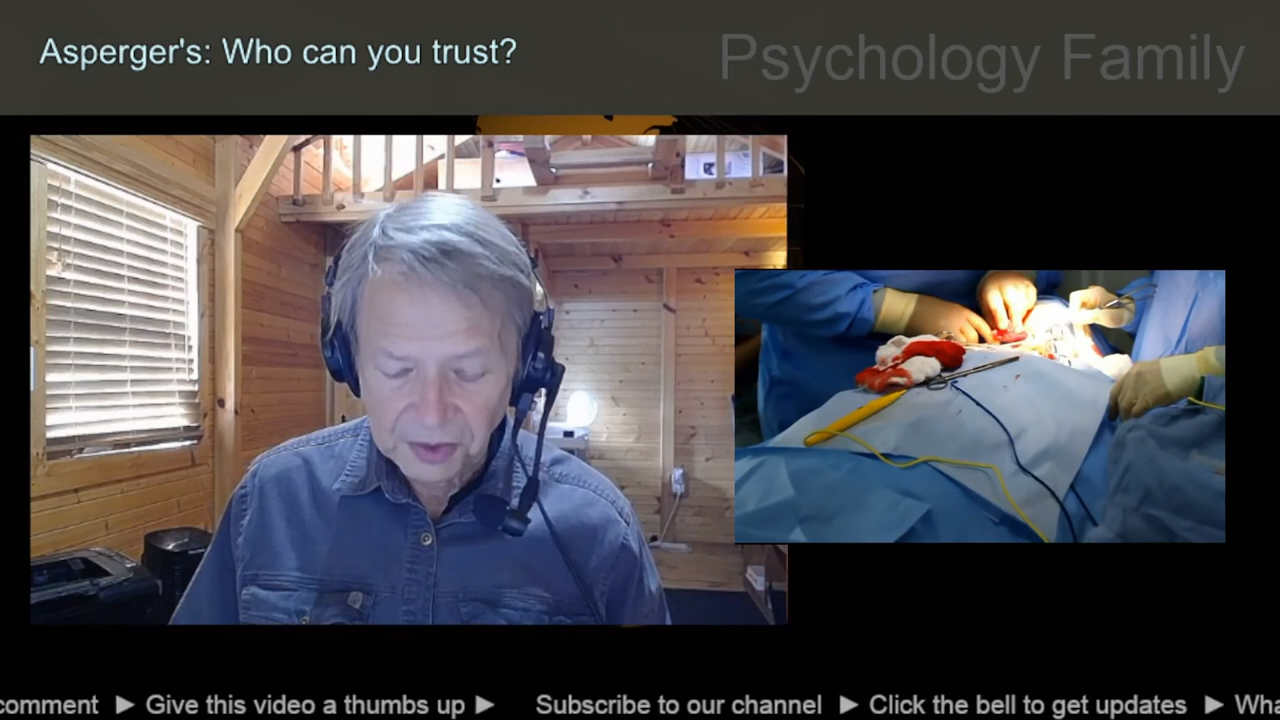 Asperger's: Who can you trust?
Psychology Family
comment ► Give this video a thumbs up ► Subscribe to our channel ► Click the bell to get updates ► Wha